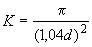 K = π / (1,04d)²